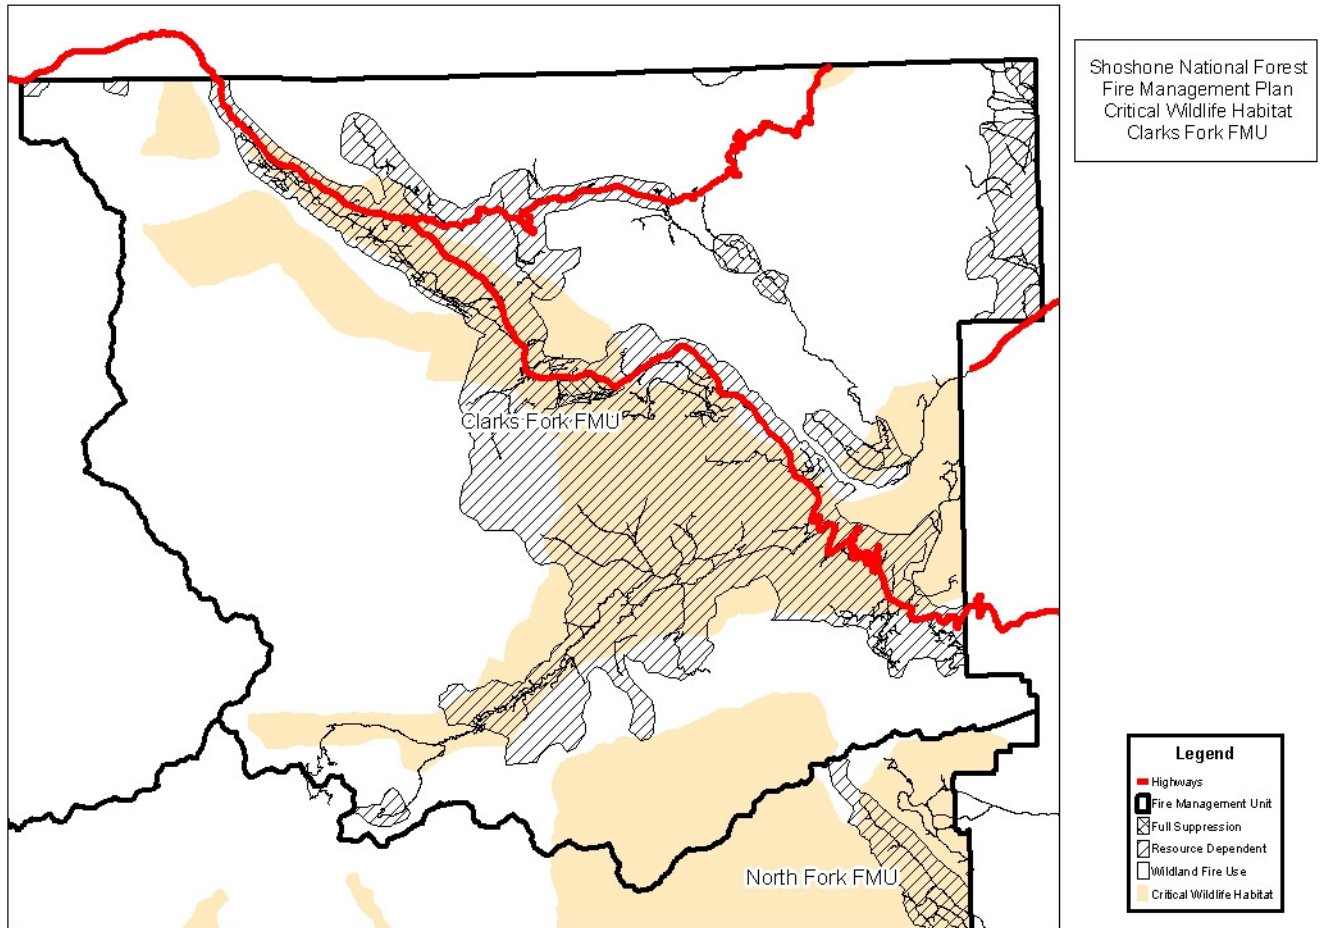 Shoshone National Forest
Fire Management Plan
Critical Wildlife Habitat
Clarks Fork FMU
Clarks Fork FMU
North Fork FMU
Legend
Highways
Fire Management Unit
Full Suppression
Resource Dependent
Wildland Fire Use
Critical Wildlife Habitat